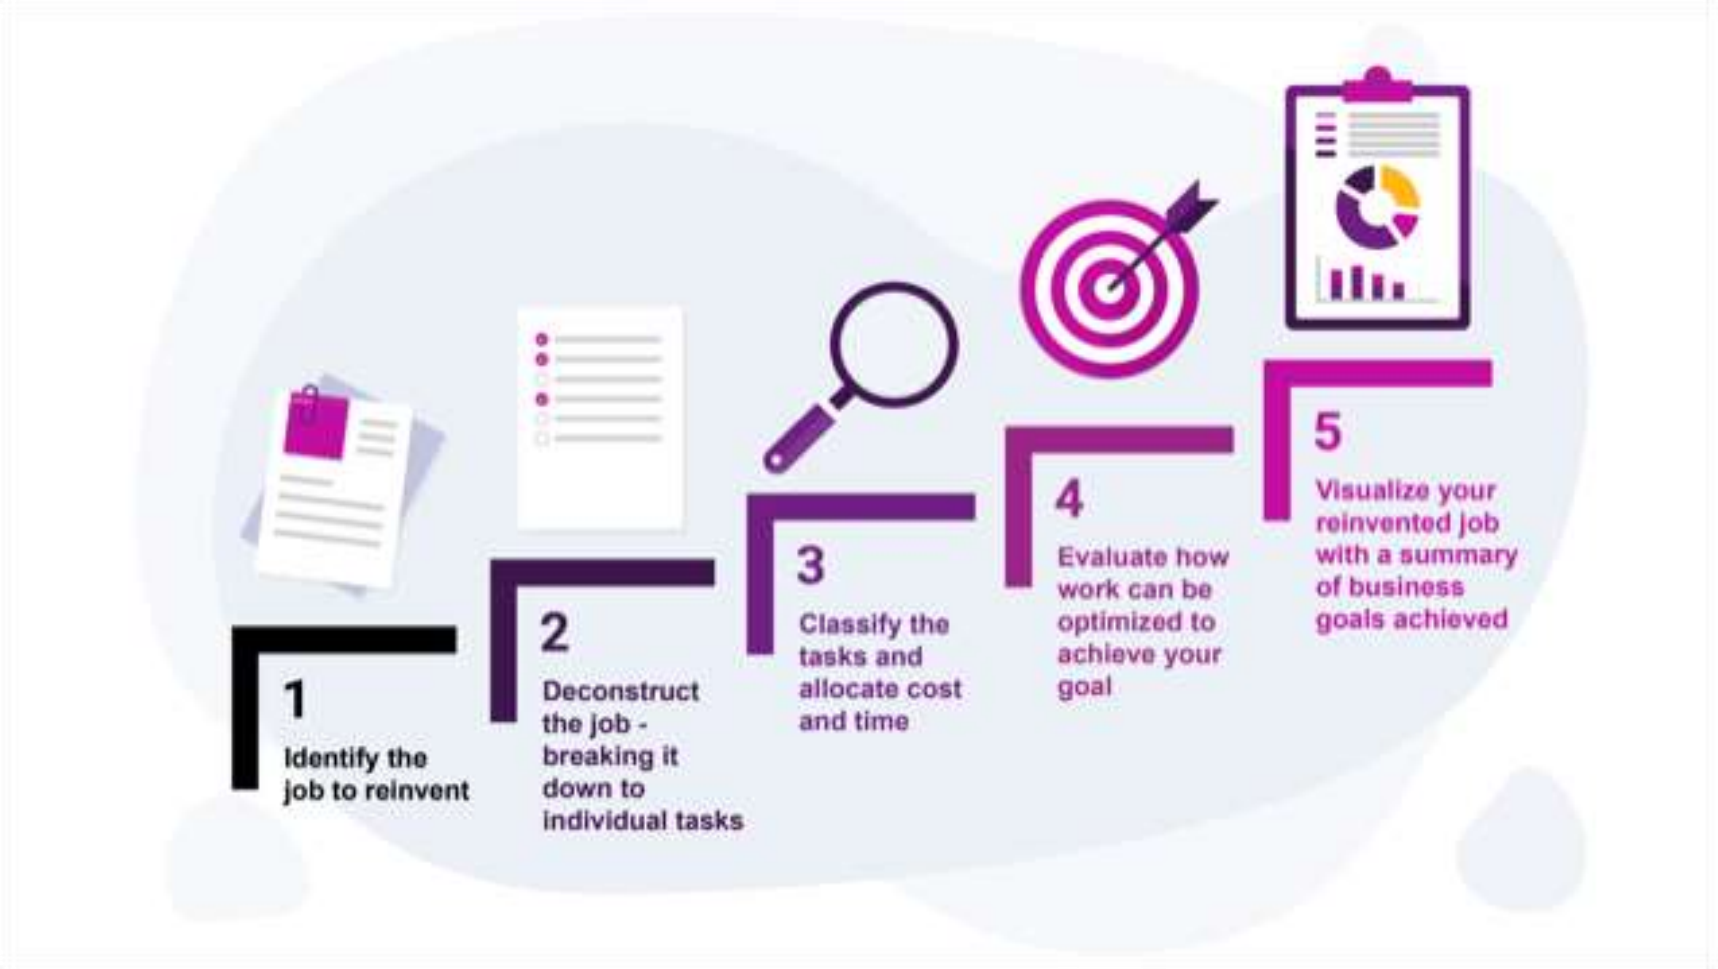 1
Identify the
job to reinvent
2
Deconstruct
the job -
breaking it
down to
individual tasks
3
Classify the
tasks and
allocate cost
and time
4
Evaluate how
work can be
optimized to
achieve your
goal
5
Visualize your
reinvented job
with a summary
of business
goals achieved